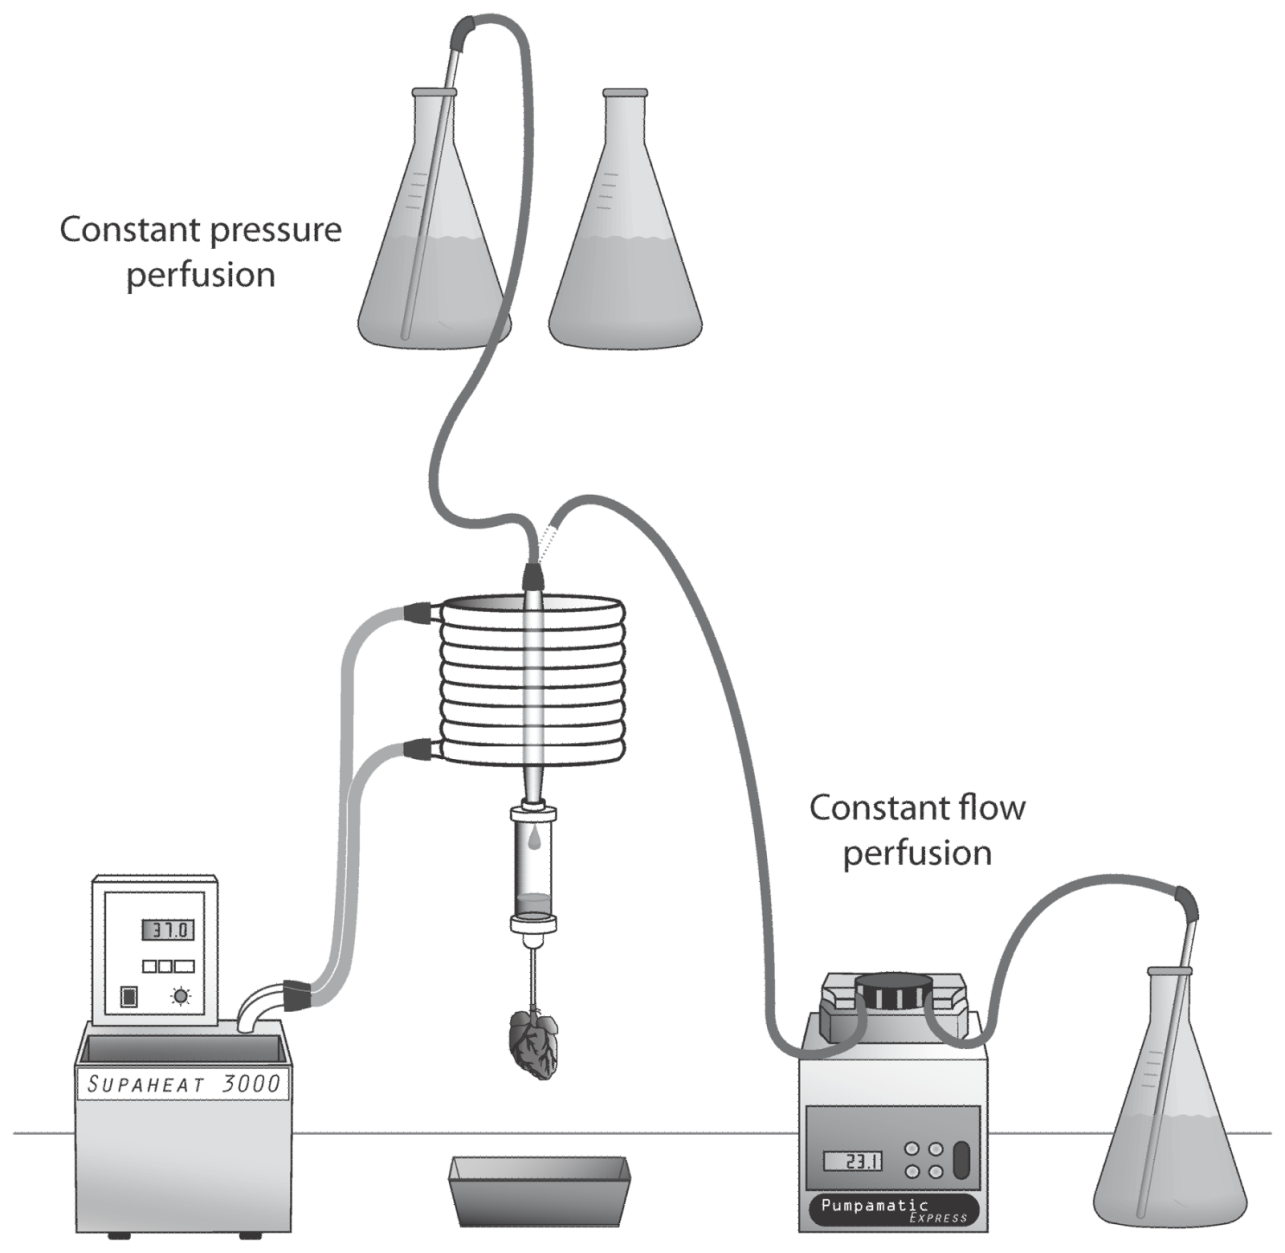 Constant pressure
perfusion
Constant flow
perfusion
37.0
SUPAHEAT 3000
23.1
Pumpamatic
EXPRESS